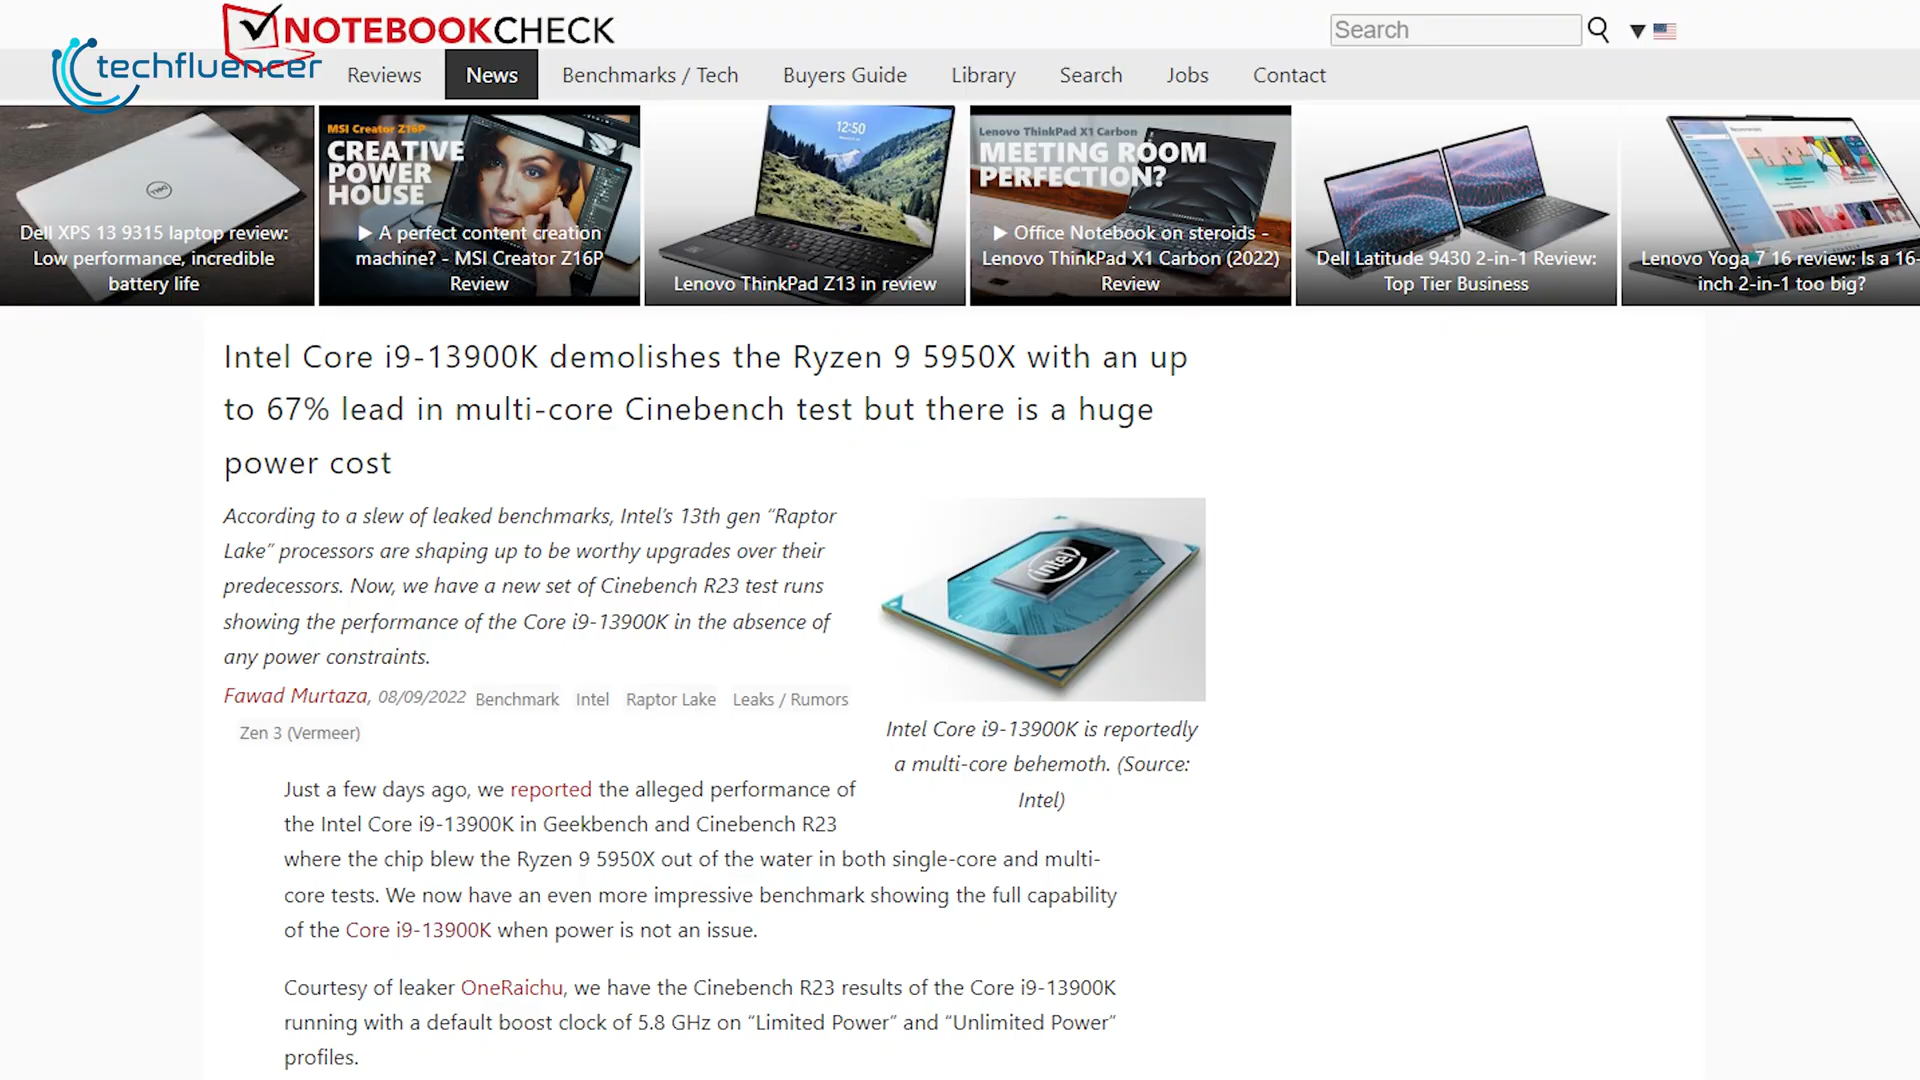 NOTEBOOKCHECK
Search
techfluencer
Reviews
News
Benchmarks / Tech
Buyers Guide
Library
Search
Jobs
Contact
DELL
Dell XPS 13 9315 laptop review:
Low performance, incredible
battery life
MSI Creator Z16P
CREATIVE
POWER
HOUSE
▶ A perfect content creation
machine? - MSI Creator Z16P
Review
12:50
Lenovo ThinkPad Z13 in review
Lenovo ThinkPad X1 Carbon
MEETING ROOM
PERFECTION?
▶ Office Notebook on steroids -
Lenovo ThinkPad X1 Carbon (2022)
Review
Dell Latitude 9430 2-in-1 Review:
Top Tier Business
Lenovo Yoga 7 16 review: Is a 16-
inch 2-in-1 too big?
Intel Core i9-13900K demolishes the Ryzen 9 5950X with an up
to 67% lead in multi-core Cinebench test but there is a huge
power cost
According to a slew of leaked benchmarks, Intel’s 13th gen “Raptor
Lake” processors are shaping up to be worthy upgrades over their
predecessors. Now, we have a new set of Cinebench R23 test runs
showing the performance of the Core i9-13900K in the absence of
any power constraints.
Fawad Murtaza, 08/09/2022 Benchmark Intel Raptor Lake Leaks / Rumors
Zen 3 (Vermeer)
intel
Intel Core i9-13900K is reportedly
a multi-core behemoth. (Source:
Intel)
Just a few days ago, we reported the alleged performance of
the Intel Core i9-13900K in Geekbench and Cinebench R23
where the chip blew the Ryzen 9 5950X out of the water in both single-core and multi-
core tests. We now have an even more impressive benchmark showing the full capability
of the Core i9-13900K when power is not an issue.
Courtesy of leaker OneRaichu, we have the Cinebench R23 results of the Core i9-13900K
running with a default boost clock of 5.8 GHz on “Limited Power” and “Unlimited Power”
profiles.